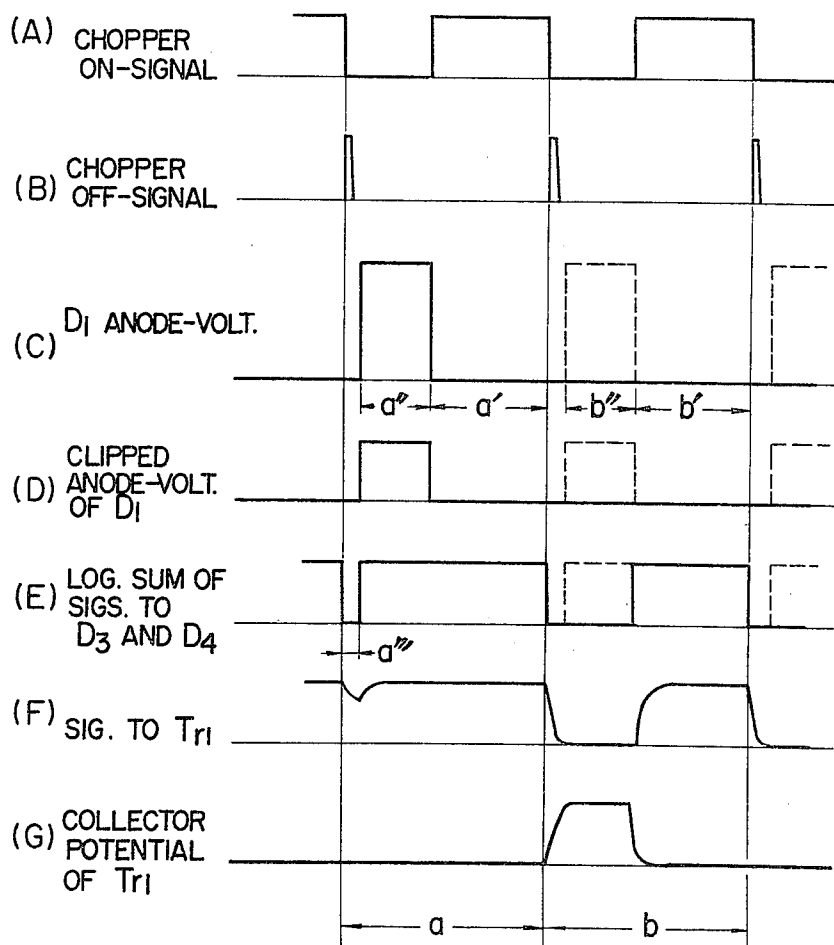 (A) CHOPPER
ON-SIGNAL
(B) CHOPPER
OFF-SIGNAL
(C) D1 ANODE-VOLT.
a" a' b" b'
(D) CLIPPED
ANODE-VOLT.
OF D1
(E) LOG. SUM OF
SIGS. TO
D3 AND D4
a'"
(F) SIG. TO Tr1
(G) COLLECTOR
POTENTIAL
OF Tr1
a b